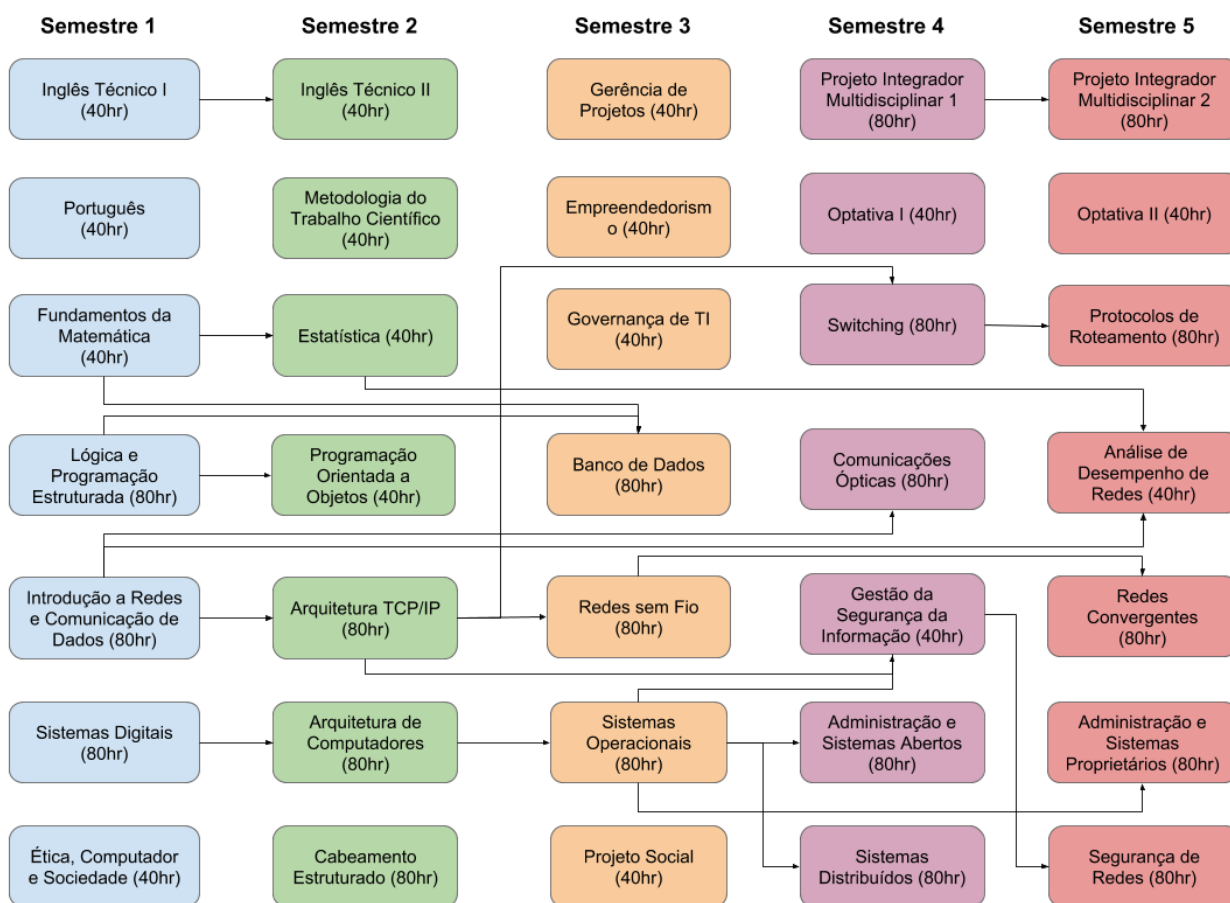 Semestre 1
Semestre 2
Semestre 3
Semestre 4
Semestre 5
Inglês Técnico I
(40hr)
Inglês Técnico II
(40hr)
Gerência de
Projetos (40hr)
Projeto Integrador
Multidisciplinar 1
(80hr)
Projeto Integrador
Multidisciplinar 2
(80hr)
Português
(40hr)
Metodologia do
Trabalho Científico
(40hr)
Empreendedorism
o (40hr)
Optativa I (40hr)
Optativa II (40hr)
Fundamentos da
Matemática
(40hr)
Estatística (40hr)
Governança de TI
(40hr)
Switching (80hr)
Protocolos de
Roteamento (80hr)
Lógica e
Programação
Estruturada (80hr)
Programação
Orientada a
Objetos (40hr)
Banco de Dados
(80hr)
Comunicações
Ópticas (80hr)
Análise de
Desempenho de
Redes (40hr)
Introdução a Redes
e Comunicação de
Dados (80hr)
Arquitetura TCP/IP
(80hr)
Redes sem Fio
(80hr)
Gestão da
Segurança da
Informação (40hr)
Redes
Convergentes
(80hr)
Sistemas Digitais
(80hr)
Arquitetura de
Computadores
(80hr)
Sistemas
Operacionais
(80hr)
Administração e
Sistemas Abertos
(80hr)
Administração e
Sistemas
Proprietários (80hr)
Ética, Computador
e Sociedade (40hr)
Cabeamento
Estruturado (80hr)
Projeto Social
(40hr)
Sistemas
Distribuídos (80hr)
Segurança de
Redes (80hr)